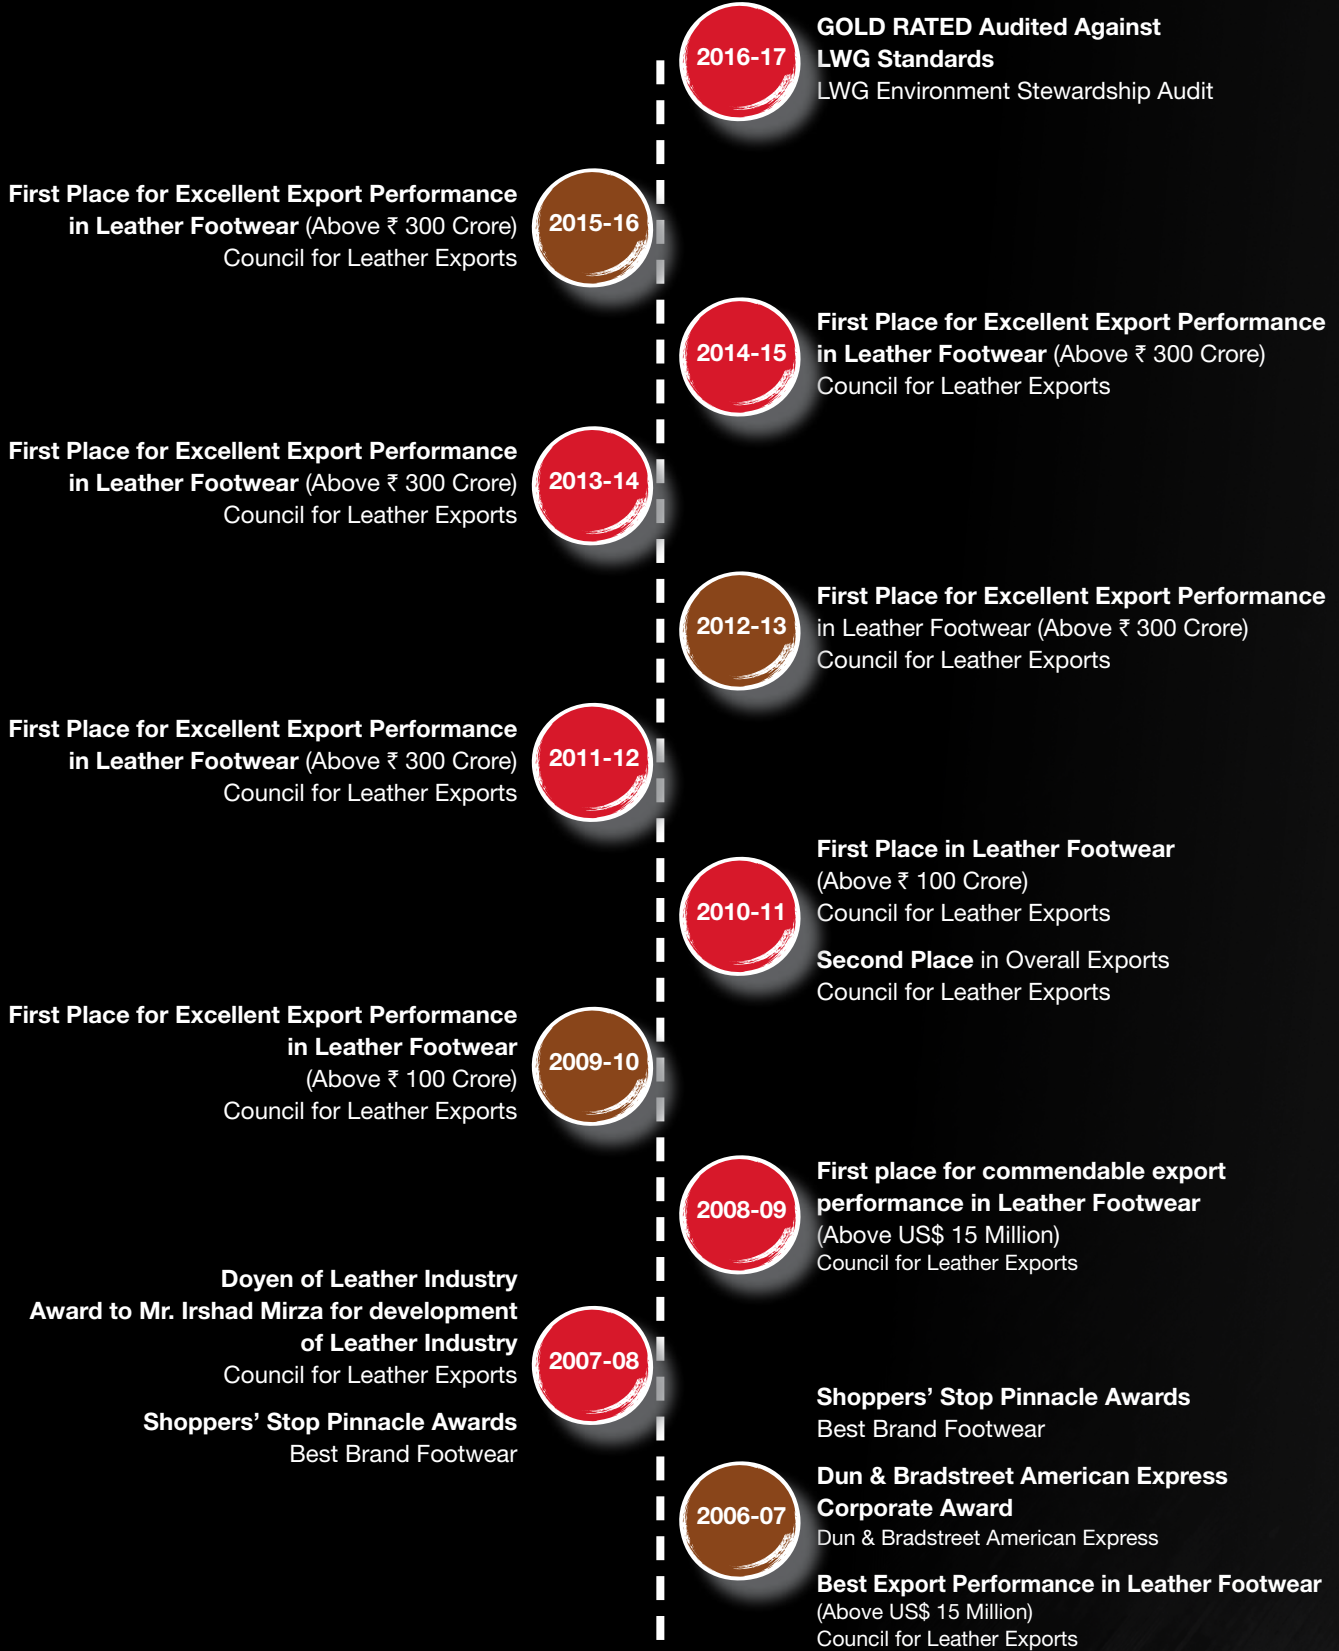 2016-17
GOLD RATED Audited Against
LWG Standards
LWG Environment Stewardship Audit
First Place for Excellent Export Performance
in Leather Footwear (Above ₹ 300 Crore)
Council for Leather Exports
2015-16
2014-15
First Place for Excellent Export Performance
in Leather Footwear (Above ₹ 300 Crore)
Council for Leather Exports
First Place for Excellent Export Performance
in Leather Footwear (Above ₹ 300 Crore)
Council for Leather Exports
2013-14
2012-13
First Place for Excellent Export Performance
in Leather Footwear (Above ₹ 300 Crore)
Council for Leather Exports
First Place for Excellent Export Performance
in Leather Footwear (Above ₹ 300 Crore)
Council for Leather Exports
2011-12
2010-11
First Place in Leather Footwear
(Above ₹ 100 Crore)
Council for Leather Exports
Second Place in Overall Exports
Council for Leather Exports
First Place for Excellent Export Performance
in Leather Footwear
(Above ₹ 100 Crore)
Council for Leather Exports
2009-10
2008-09
First place for commendable export
performance in Leather Footwear
(Above US$ 15 Million)
Council for Leather Exports
Doyen of Leather Industry
Award to Mr. Irshad Mirza for development
of Leather Industry
Council for Leather Exports
Shoppers’ Stop Pinnacle Awards
Best Brand Footwear
2007-08
2006-07
Shoppers’ Stop Pinnacle Awards
Best Brand Footwear
Dun & Bradstreet American Express
Corporate Award
Dun & Bradstreet American Express
Best Export Performance in Leather Footwear
(Above US$ 15 Million)
Council for Leather Exports